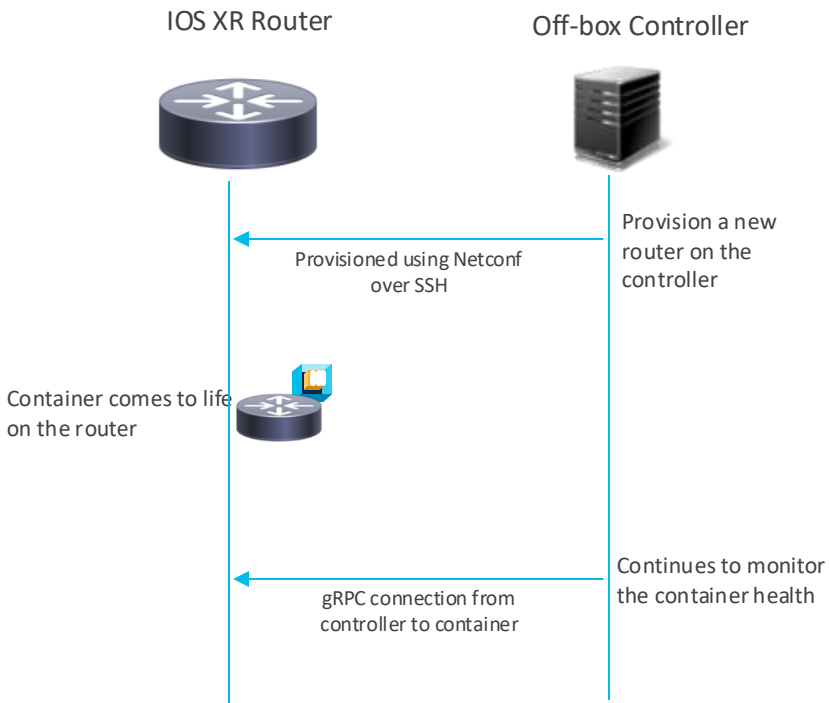 IOS XR Router
Off-box Controller
Provision a new
router on the
controller
Provisioned using Netconf
over SSH
Container comes to life
on the router
Continues to monitor
the container health
gRPC connection from
controller to container